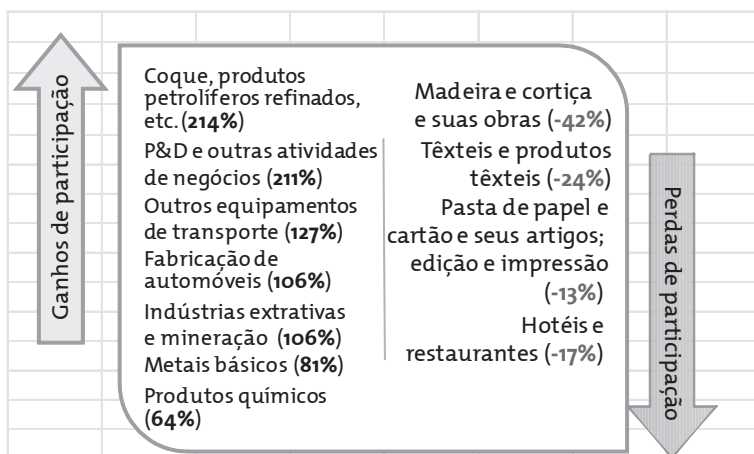 Ganhos de participação
Coque, produtos
petrolíferos refinados,
etc. (214%)
P&D e outras atividades
de negócios (211%)
Outros equipamentos
de transporte (127%)
Fabricação de
automóveis (106%)
Indústrias extrativas
e mineração (106%)
Metais básicos (81%)
Produtos químicos
(64%)
Madeira e cortiça
e suas obras (-42%)
Têxteis e produtos
têxteis (-24%)
Pasta de papel e
cartão e seus artigos;
edição e impressão
(-13%)
Hotéis e
restaurantes (-17%)
Perdas de participação